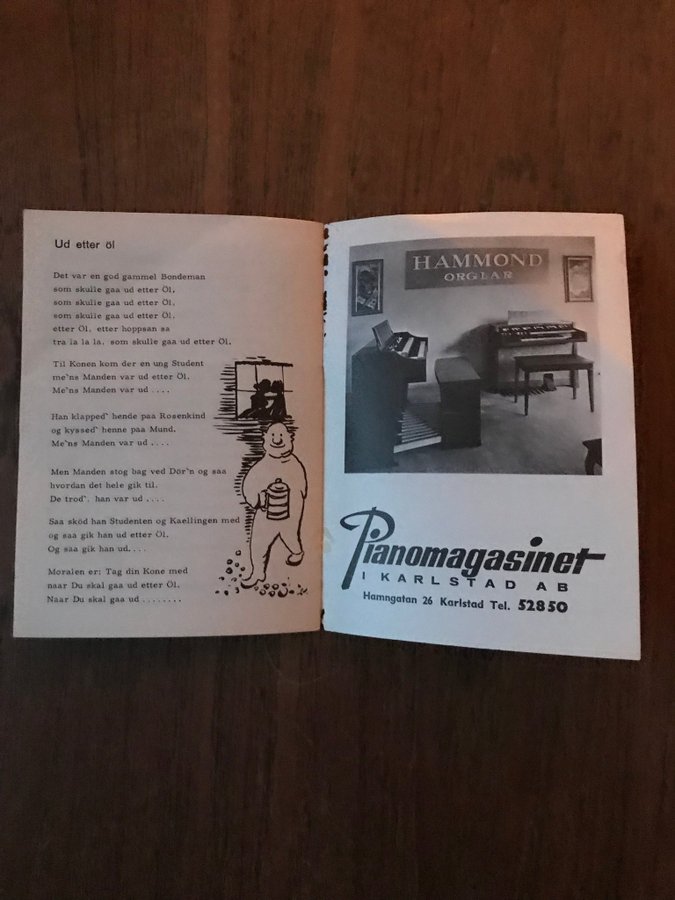 Ud etter öl
Det var en god gammel Bondeman
som skulle gaa ud etter Öl,
som skulle gaa ud etter Öl.
som skulle gaa ud etter Öl.
etter Öl, etter hoppsan sa
tra la la la, som skulle gaa ud etter Öl.
Til Konen kom der en ung Student
me'ns Manden var ud etter Öl.
Me'ns Manden var ud ....
Han klapped' hende paa Rosenkind
og kyssed' henne paa Mund.
Me'ns Manden var ud ....
Men Manden stog bag ved Dör'n og saa
hvordan det hele gik til.
De trod', han var ud ....
Saa sköd han Studenten og Kaellingen med
og saa gik han ud etter Öl.
Og saa gik han ud....
Moralen er: Tag din Kone med
naar Du skal gaa ud etter Öl.
Naar Du skal gaa ud ........
HAMMOND
ORGLAR
Pianomagasinet
I KARLSTAD AB
Hamngatan 26 Karlstad Tel. 52850